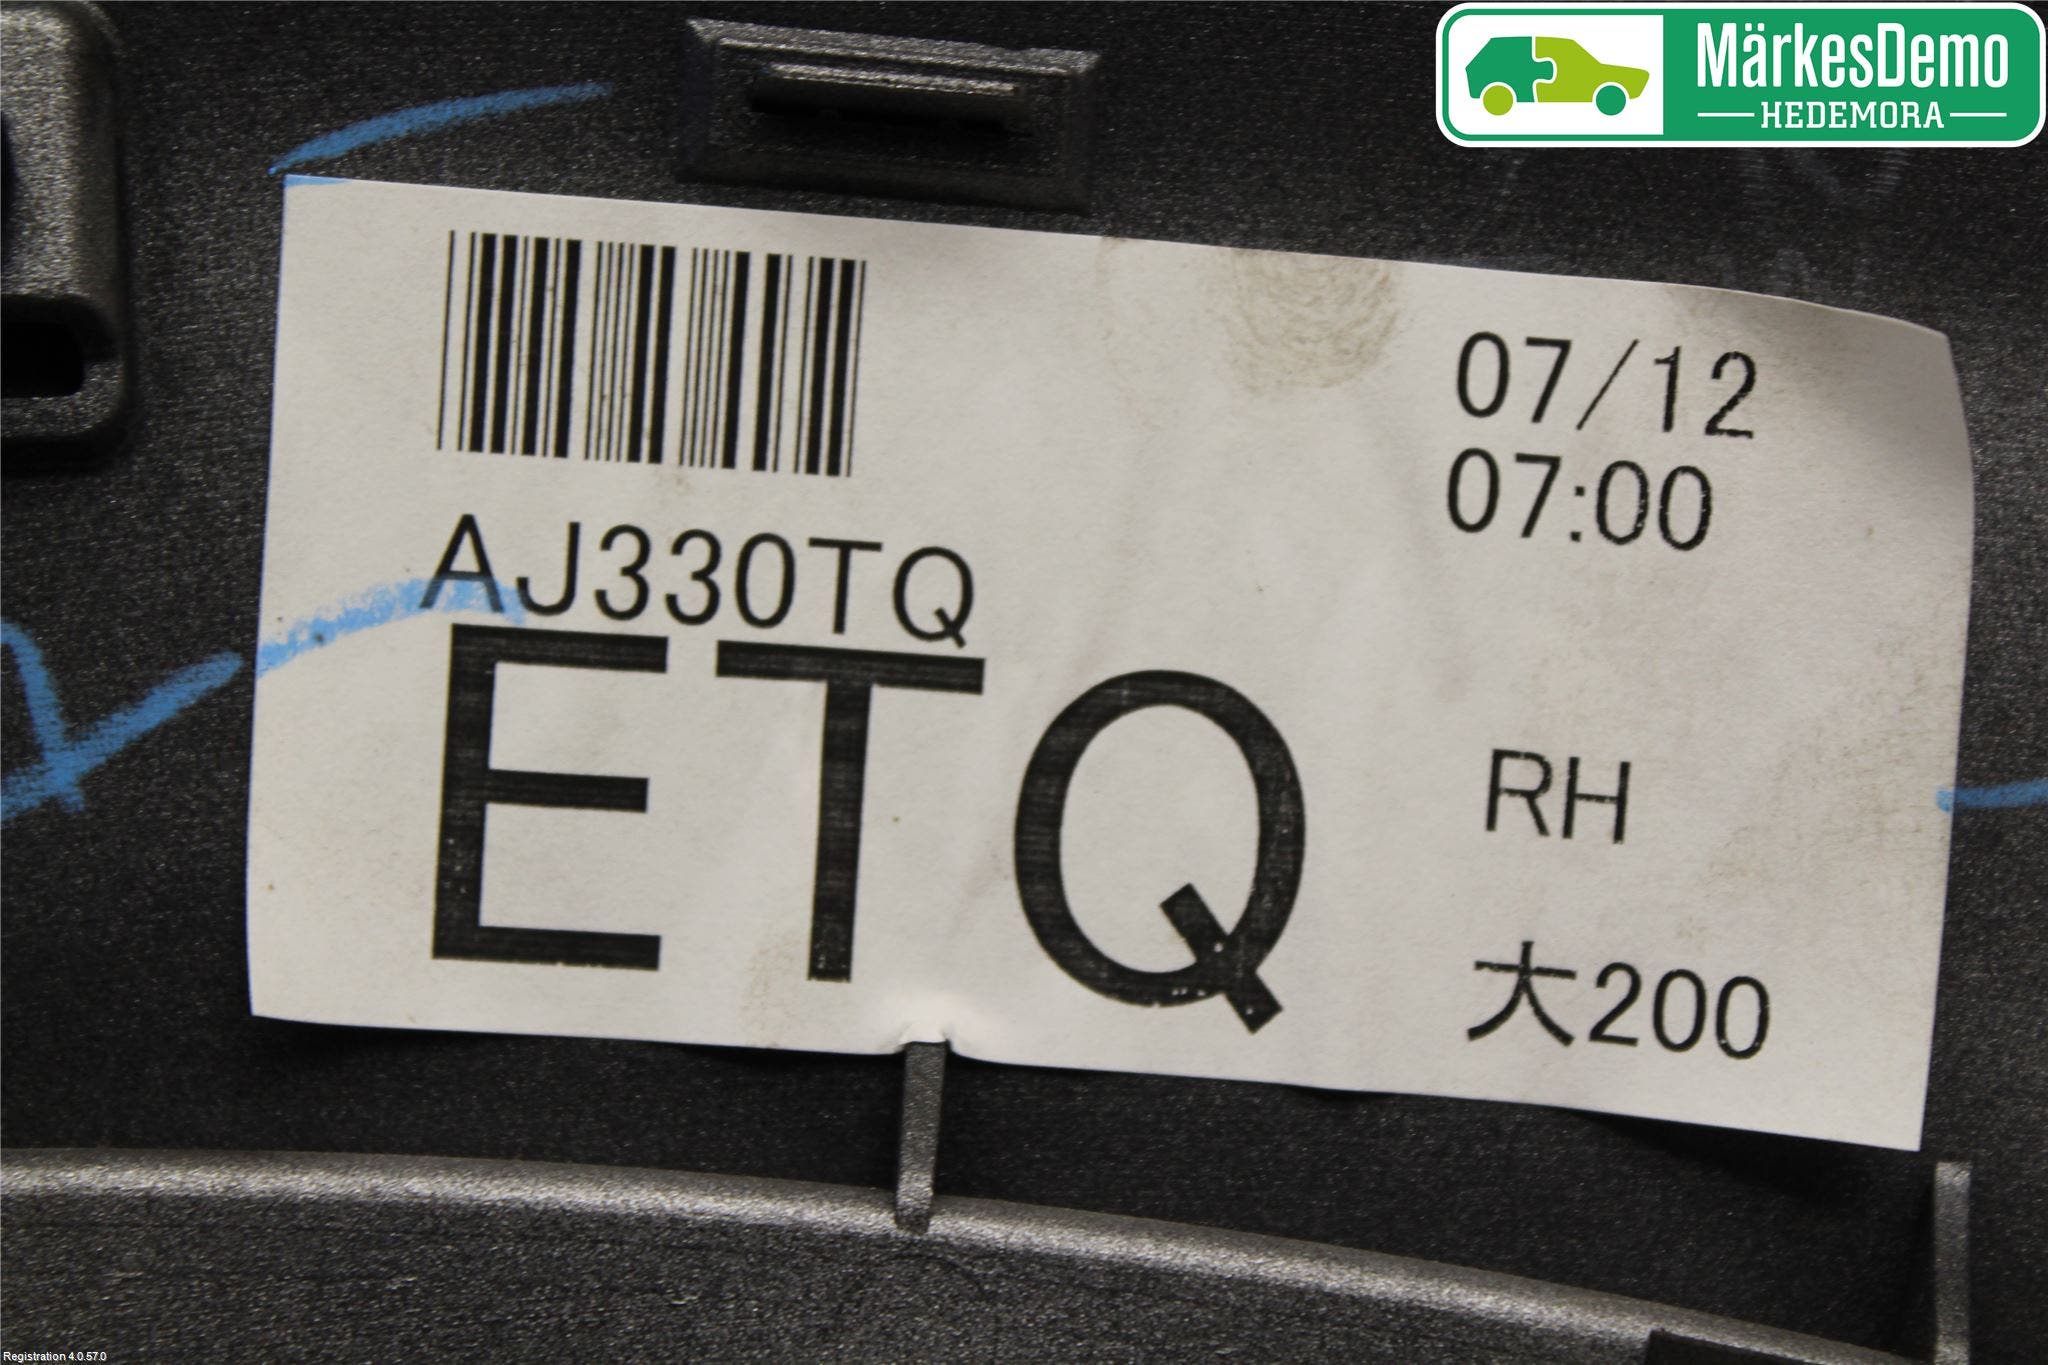 MärkesDemo
HEDEMORA
07/12
07:00
AJ330TQ
ETQ
RH
大200
Registration 4.0.57.0